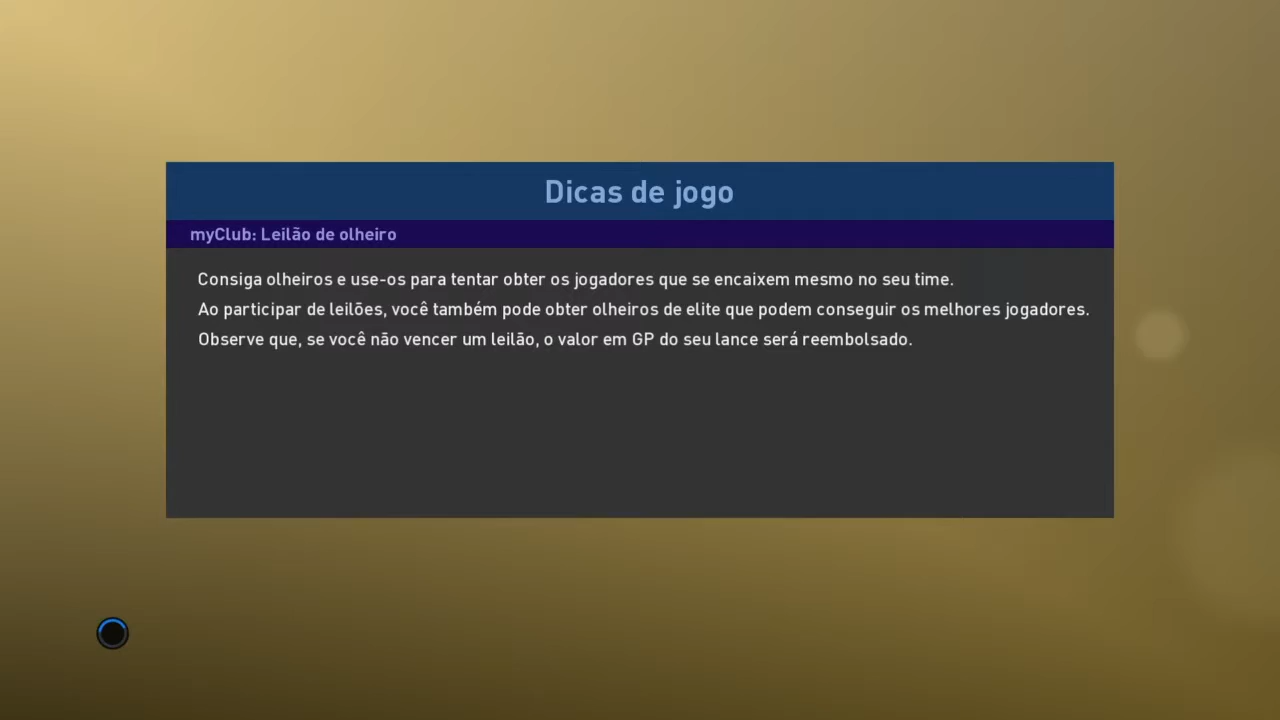 Dicas de jogo
myClub: Leilão de olheiro
Consiga olheiros e use-os para tentar obter os jogadores que se encaixem mesmo no seu time.
Ao participar de leilões, você também pode obter olheiros de elite que podem conseguir os melhores jogadores.
Observe que, se você não vencer um leilão, o valor em GP do seu lance será reembolsado.